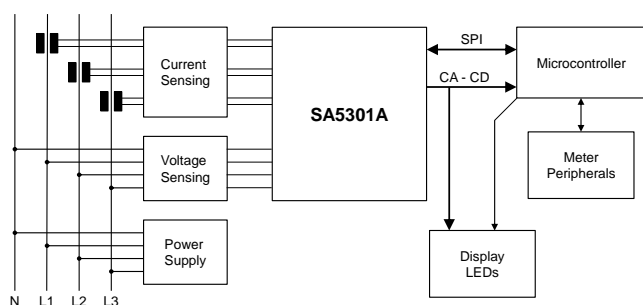 Current
Sensing
SA5301A
SPI
CA - CD
Microcontroller
Voltage
Sensing
Meter
Peripherals
Power
Supply
Display
LEDs
N L1 L2 L3